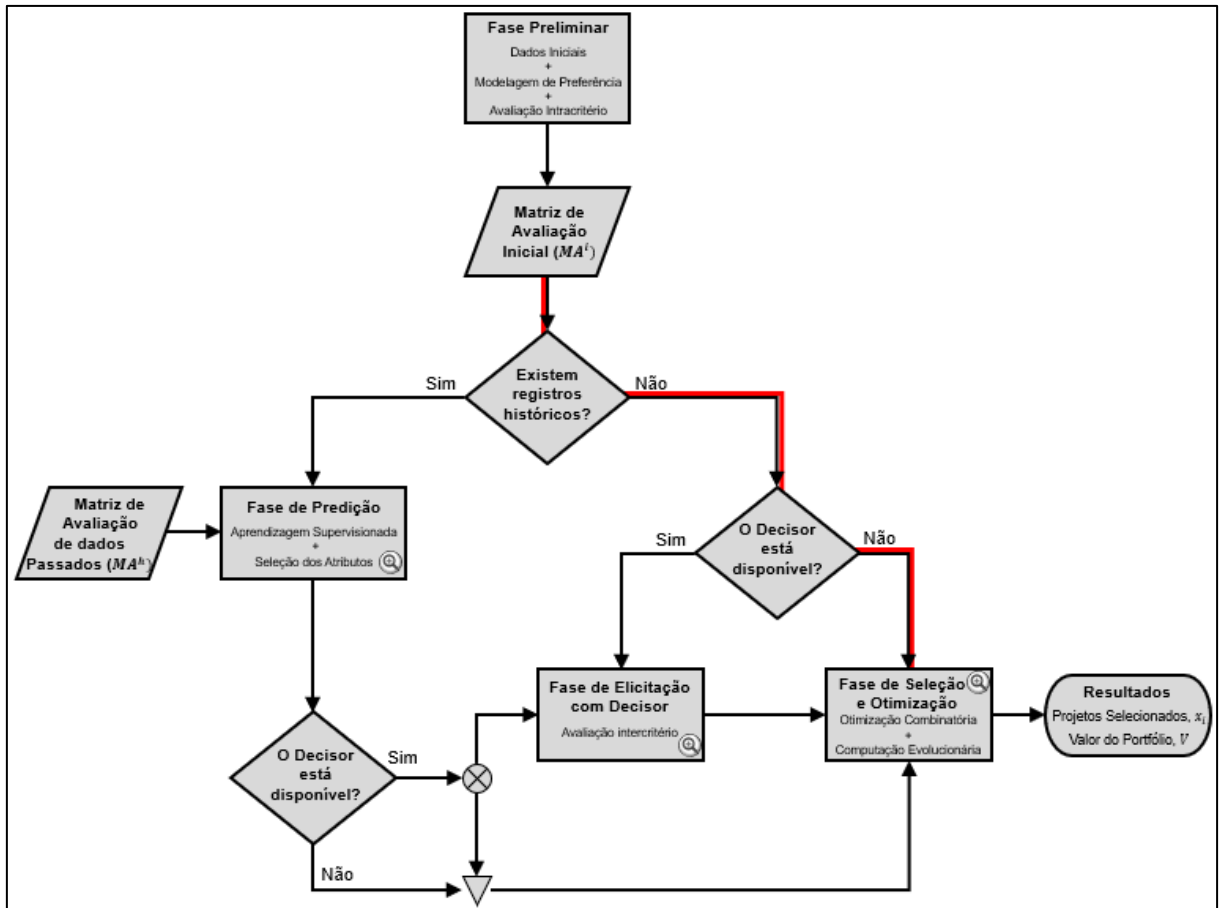 Fase Preliminar
Dados Iniciais
+
Modelagem de Preferência
+
Avaliação Intracritério
Matriz de
Avaliação
Inicial (MAⁱ)
Existem
registros
históricos?
Sim
Não
Matriz de
Avaliação
de dados
Passados (MAʰ)
Fase de Predição
Aprendizagem Supervisionada
+
Seleção dos Atributos
O Decisor
está
disponível?
Sim
Não
Fase de Elicitação
com Decisor
Avaliação intercritério
Fase de Seleção
e Otimização
Otimização Combinatória
+
Computação Evolucionária
Resultados
Projetos Selecionados, xᵢ
Valor do Portfólio, V
O Decisor
está
disponível?
Sim
Não